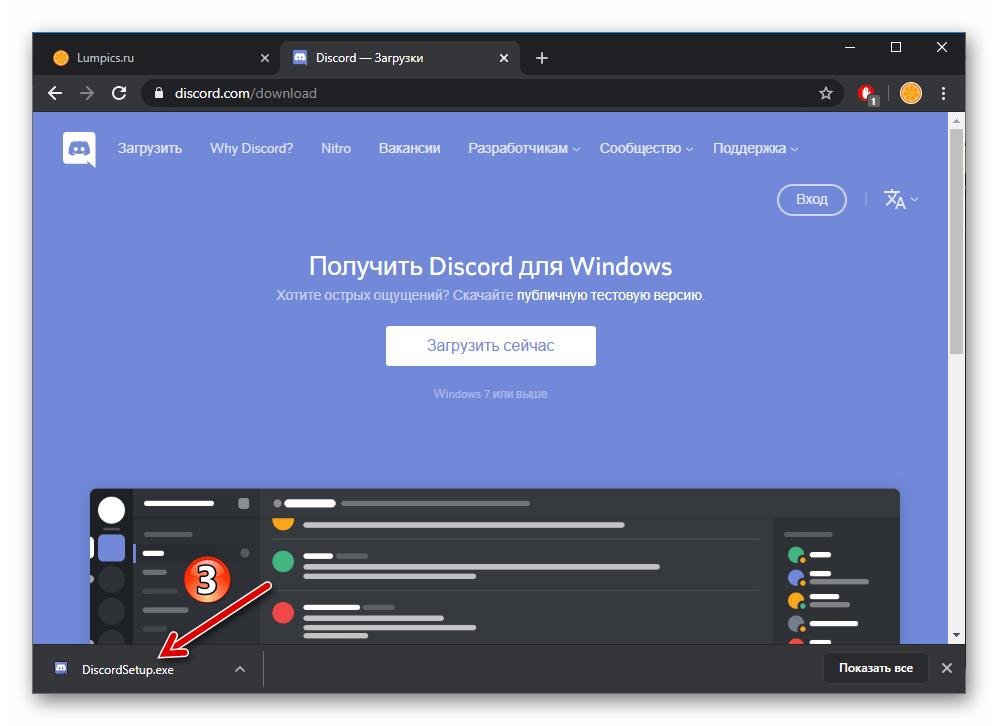 Lumpics.ru
Discord — Загрузки
discord.com/download
1
Загрузить Why Discord? Nitro Вакансии Разработчикам Сообщество Поддержка
Вход
Получить Discord для Windows
Хотите острых ощущений? Скачайте публичную тестовую версию.
Загрузить сейчас
Windows 7 или выше
3
DiscordSetup.exe
Показать все